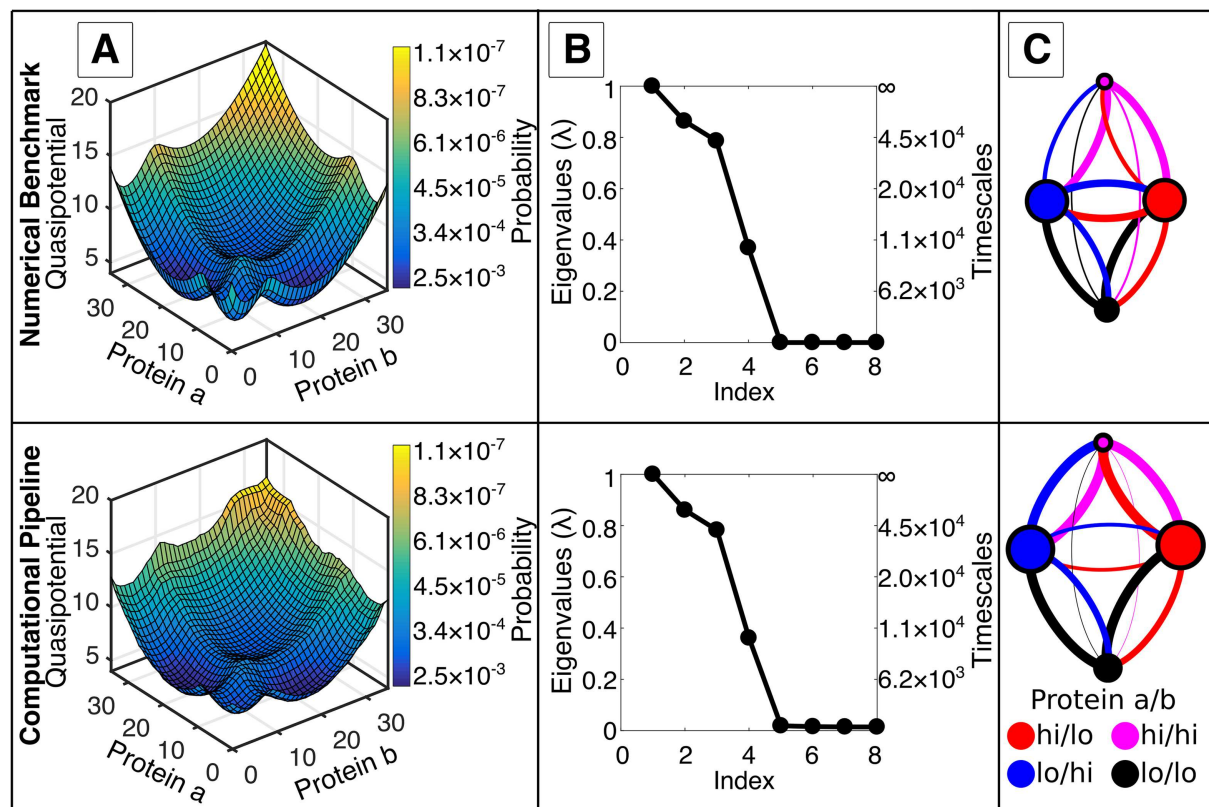 A
B
C
Numerical Benchmark
Quasipotential
20
15
10
5
30
20
10
0
Protein a
0
10
20
30
Protein b
1.1×10-7
8.3×10-7
6.1×10-6
4.5×10-5
3.4×10-4
2.5×10-3
Probability
Eigenvalues (λ)
1
0.8
0.6
0.4
0.2
0
0
2
4
6
8
Index
∞
4.5×10⁴
2.0×10⁴
1.1×10⁴
6.2×10³
Timescales
Computational Pipeline
Quasipotential
20
15
10
5
30
20
10
0
Protein a
0
10
20
30
Protein b
1.1×10-7
8.3×10-7
6.1×10-6
4.5×10-5
3.4×10-4
2.5×10-3
Probability
Eigenvalues (λ)
1
0.8
0.6
0.4
0.2
0
0
2
4
6
8
Index
∞
4.5×10⁴
2.0×10⁴
1.1×10⁴
6.2×10³
Timescales
Protein a/b
hi/lo
hi/hi
lo/hi
lo/lo